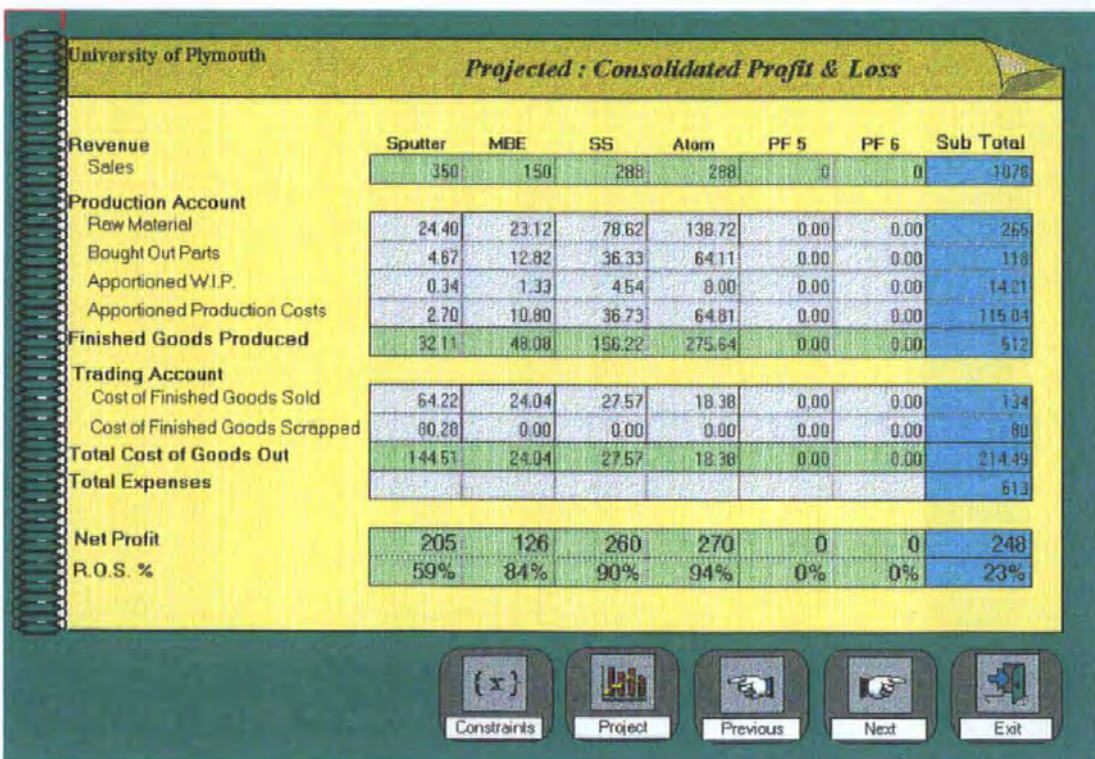 University of Plymouth
Projected : Consolidated Profit & Loss
Revenue Sputter MBE SS Atom PF 5 PF 6 Sub Total
Sales 350 150 288 288 0 0 1076
Production Account
Raw Material 24.40 23.12 78.62 138.72 0.00 0.00 265
Bought Out Parts 4.67 12.82 36.33 64.11 0.00 0.00 118
Apportioned W.I.P. 0.34 1.33 4.54 8.00 0.00 0.00 14.21
Apportioned Production Costs 2.70 10.80 36.73 64.81 0.00 0.00 115.04
Finished Goods Produced 32.11 48.08 156.22 275.64 0.00 0.00 512
Trading Account
Cost of Finished Goods Sold 64.22 24.04 27.57 18.38 0.00 0.00 134
Cost of Finished Goods Scrapped 80.28 0.00 0.00 0.00 0.00 0.00 80
Total Cost of Goods Out 144.51 24.04 27.57 18.38 0.00 0.00 214.49
Total Expenses 613
Net Profit 205 126 260 270 0 0 248
R.O.S. % 59% 84% 90% 94% 0% 0% 23%
{x}
Constraints Project Previous Next Exit